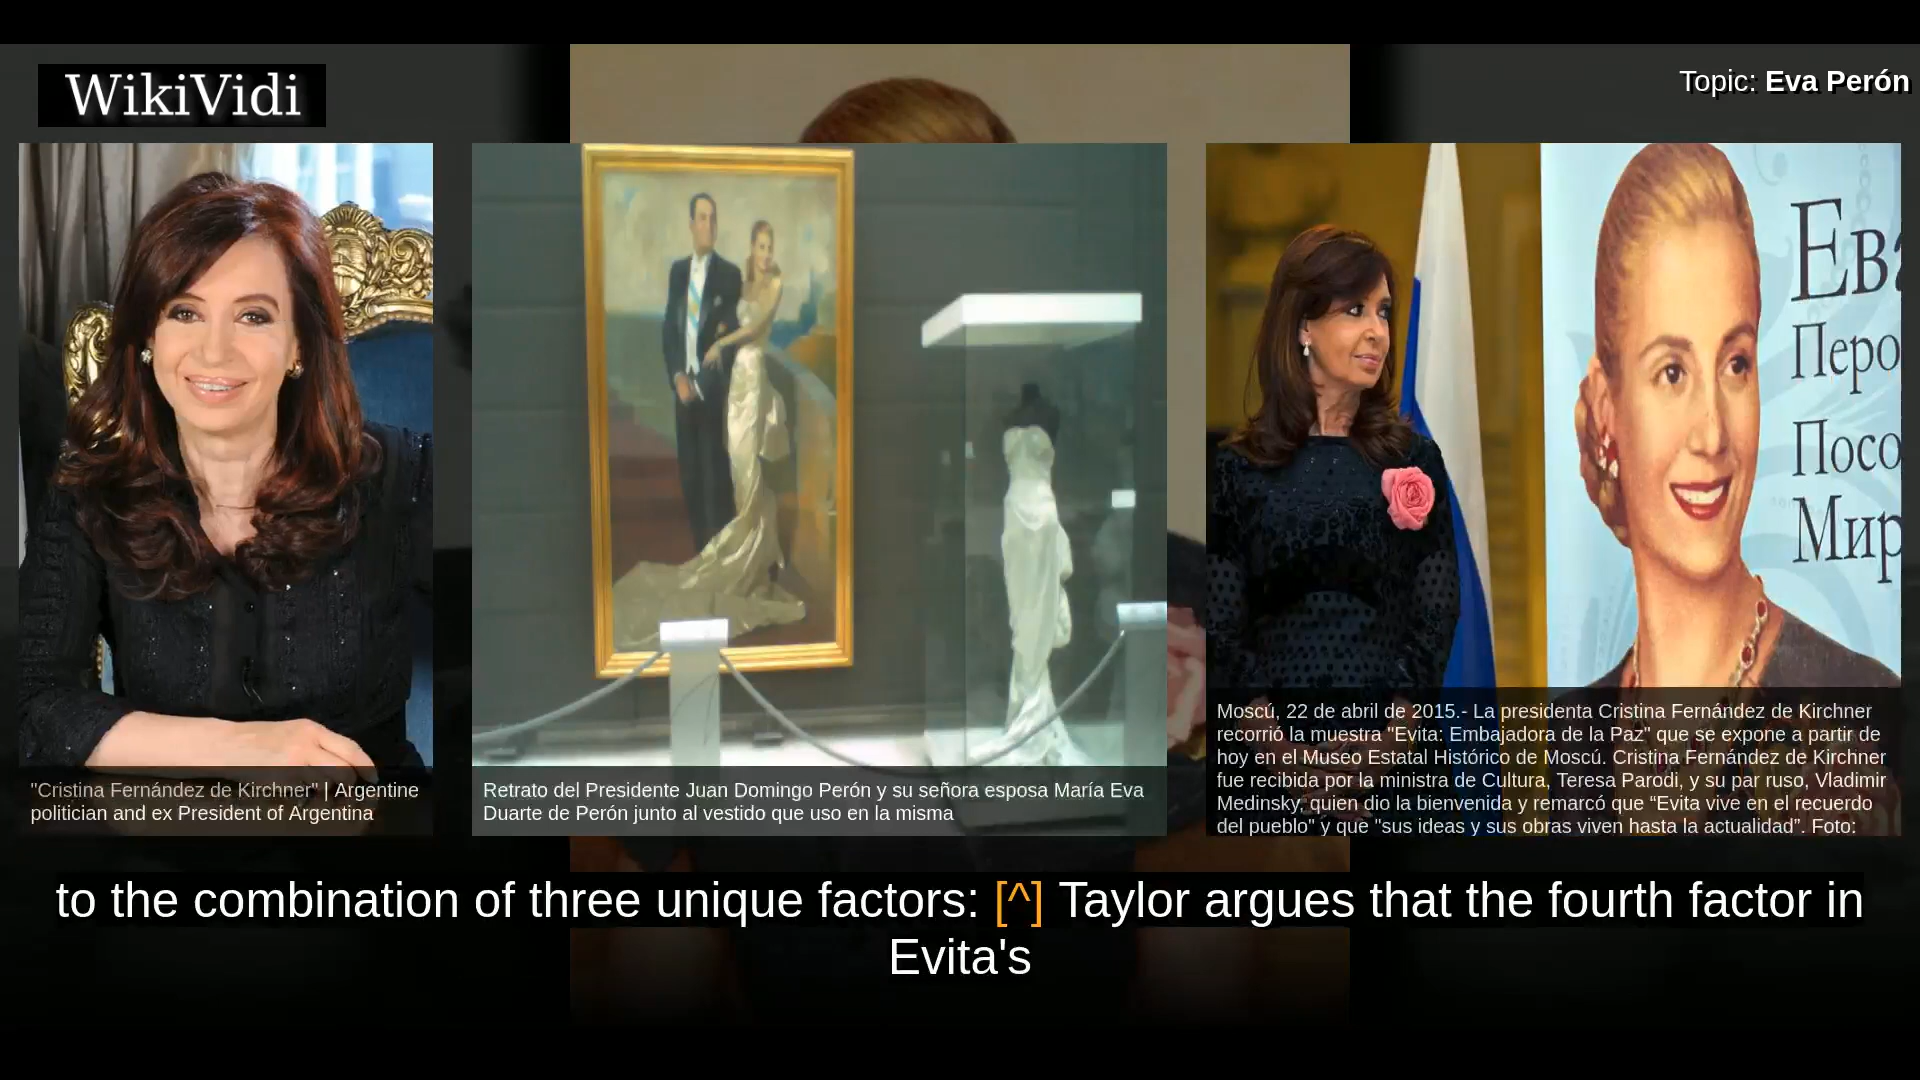 WikiVidi
Topic: Eva Perón
Ева
Перо
Посо
Мир
"Cristina Fernández de Kirchner" | Argentine
politician and ex President of Argentina
Retrato del Presidente Juan Domingo Perón y su señora esposa María Eva
Duarte de Perón junto al vestido que uso en la misma
Moscú, 22 de abril de 2015.- La presidenta Cristina Fernández de Kirchner
recorrió la muestra "Evita: Embajadora de la Paz" que se expone a partir de
hoy en el Museo Estatal Histórico de Moscú. Cristina Fernández de Kirchner
fue recibida por la ministra de Cultura, Teresa Parodi, y su par ruso, Vladimir
Medinsky, quien dio la bienvenida y remarcó que “Evita vive en el recuerdo
del pueblo" y que "sus ideas y sus obras viven hasta la actualidad”. Foto:
to the combination of three unique factors: [^] Taylor argues that the fourth factor in
Evita's